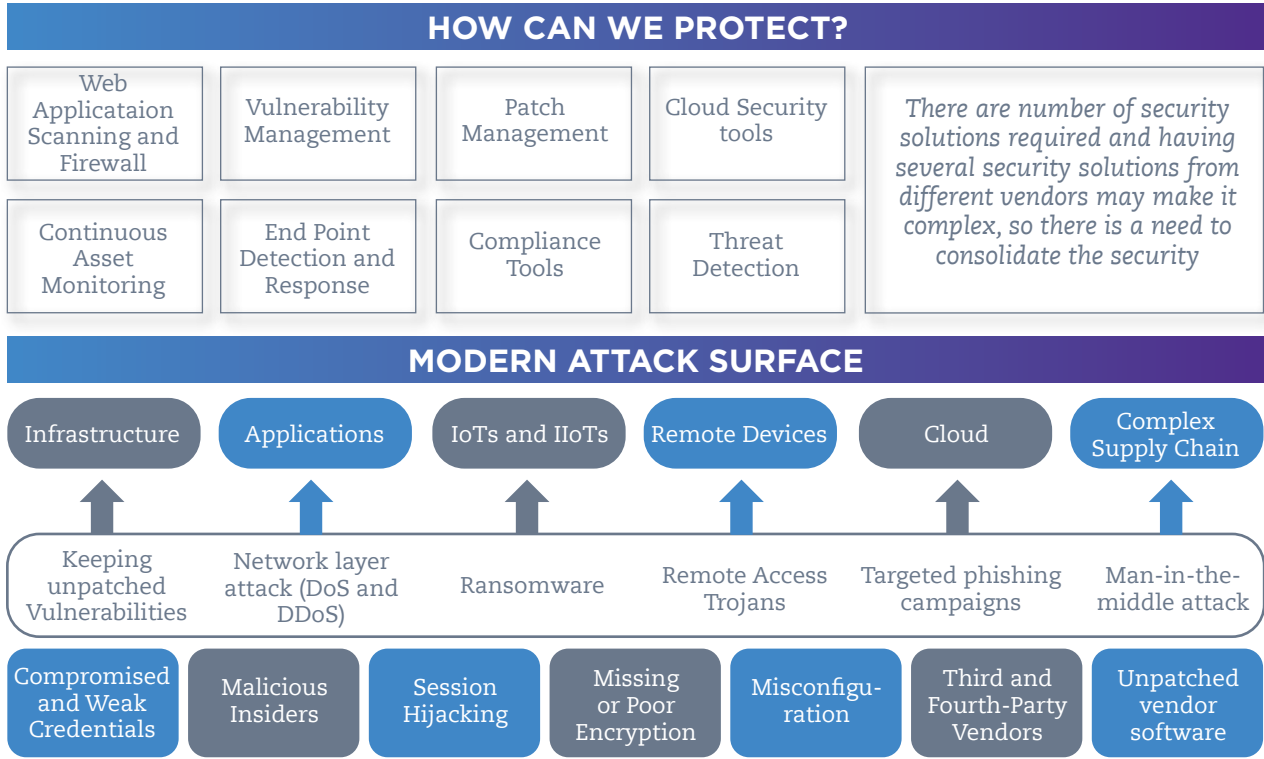 HOW CAN WE PROTECT?
Web
Applicataion
Scanning and
Firewall
Vulnerability
Management
Patch
Management
Cloud Security
tools
There are number of security
solutions required and having
several security solutions from
different vendors may make it
complex, so there is a need to
consolidate the security
Continuous
Asset
Monitoring
End Point
Detection and
Response
Compliance
Tools
Threat
Detection
MODERN ATTACK SURFACE
Infrastructure
Applications
IoTs and IIoTs
Remote Devices
Cloud
Complex
Supply Chain
Keeping
unpatched
Vulnerabilities
Network layer
attack (DoS and
DDoS)
Ransomware
Remote Access
Trojans
Targeted phishing
campaigns
Man-in-the-
middle attack
Compromised
and Weak
Credentials
Malicious
Insiders
Session
Hijacking
Missing
or Poor
Encryption
Misconfigu-
ration
Third and
Fourth-Party
Vendors
Unpatched
vendor
software